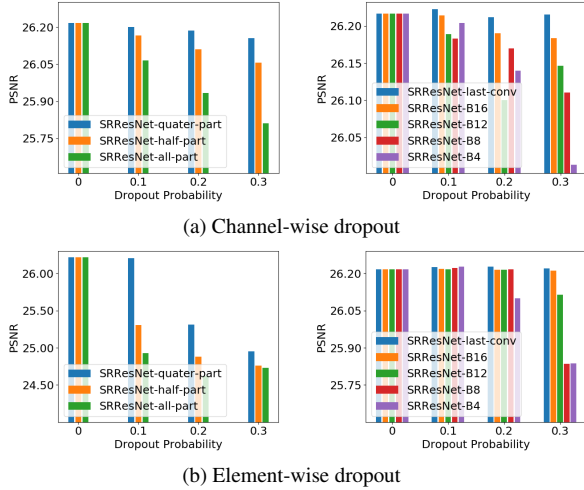 26.20
26.05
25.90
25.75
PSNR
SRResNet-quater-part
SRResNet-half-part
SRResNet-all-part
0 0.1 0.2 0.3
Dropout Probability
26.20
26.15
26.10
26.05
PSNR
SRResNet-last-conv
SRResNet-B16
SRResNet-B12
SRResNet-B8
SRResNet-B4
0 0.1 0.2 0.3
Dropout Probability
(a) Channel-wise dropout
26.00
25.50
25.00
24.50
PSNR
SRResNet-quater-part
SRResNet-half-part
SRResNet-all-part
0 0.1 0.2 0.3
Dropout Probability
26.20
26.05
25.90
25.75
PSNR
SRResNet-last-conv
SRResNet-B16
SRResNet-B12
SRResNet-B8
SRResNet-B4
0 0.1 0.2 0.3
Dropout Probability
(b) Element-wise dropout